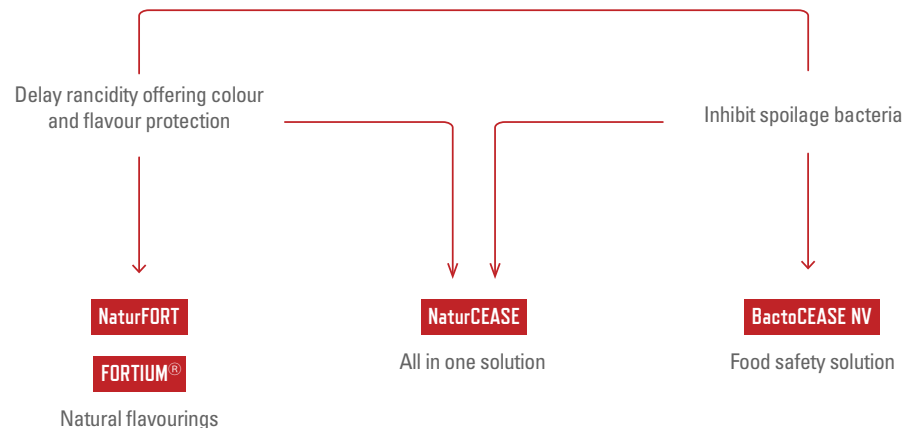 Delay rancidity offering colour
and flavour protection
Inhibit spoilage bacteria
NaturFORT
FORTIUM®
Natural flavourings
NaturCEASE
All in one solution
BactoCEASE NV
Food safety solution